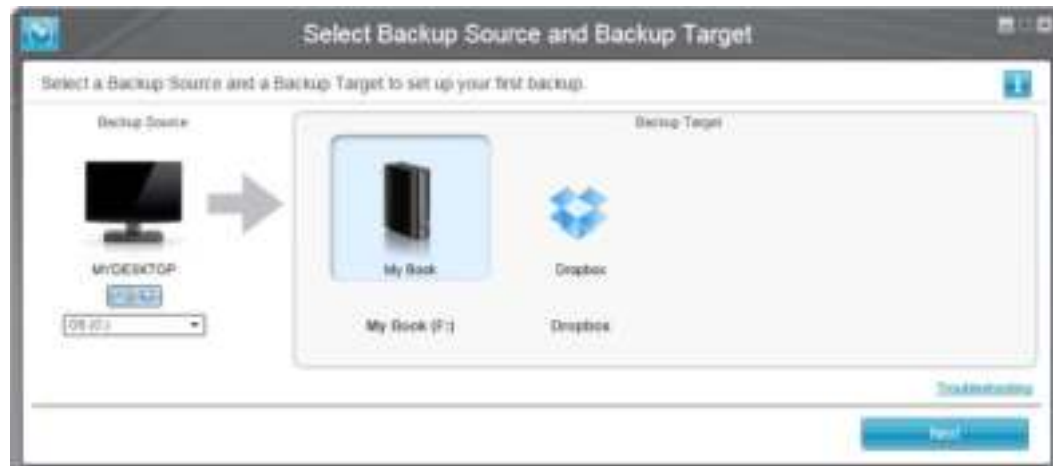 Select Backup Source and Backup Target
Select a Backup Source and a Backup Target to set up your first backup.
Backup Source
Backup Target
MYDESKTOP
My Book
Dropbox
OS (C:)
My Book (F:)
Dropbox
Troubleshooting
Next